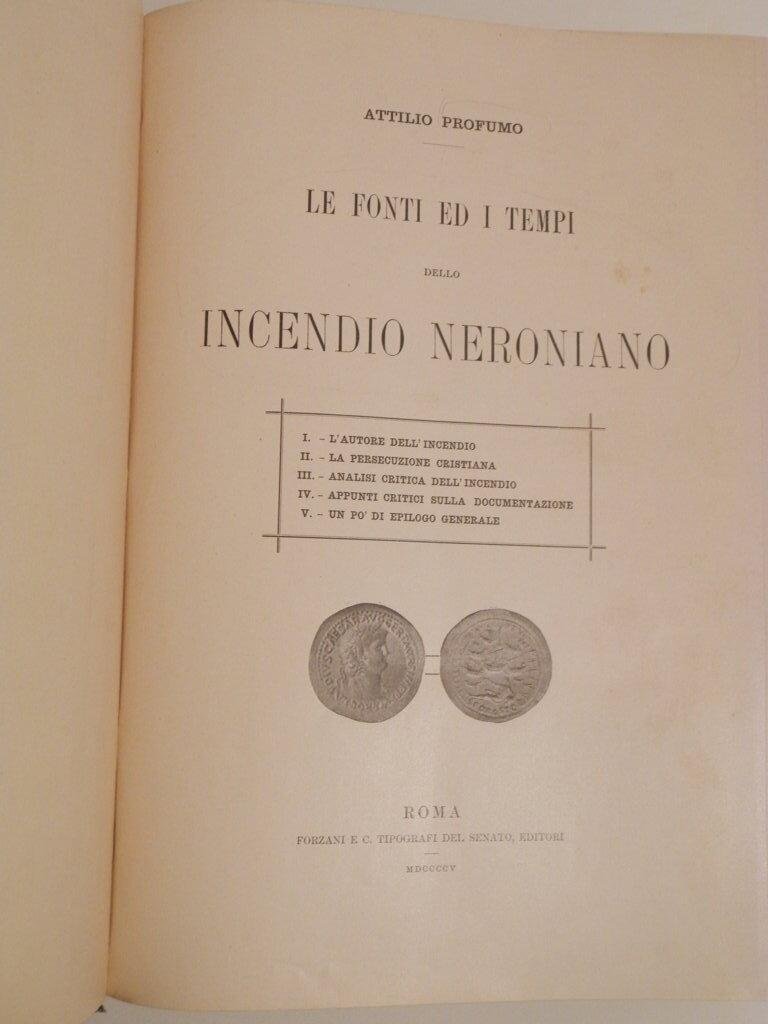 ATTILIO PROFUMO
LE FONTI ED I TEMPI
DELLO
INCENDIO NERONIANO
I. – L'AUTORE DELL'INCENDIO
II. – LA PERSECUZIONE CRISTIANA
III. – ANALISI CRITICA DELL'INCENDIO
IV. – APPUNTI CRITICI SULLA DOCUMENTAZIONE
V. – UN PO' DI EPILOGO GENERALE
ROMA
FORZANI E C. TIPOGRAFI DEL SENATO, EDITORI
MDCCCCV